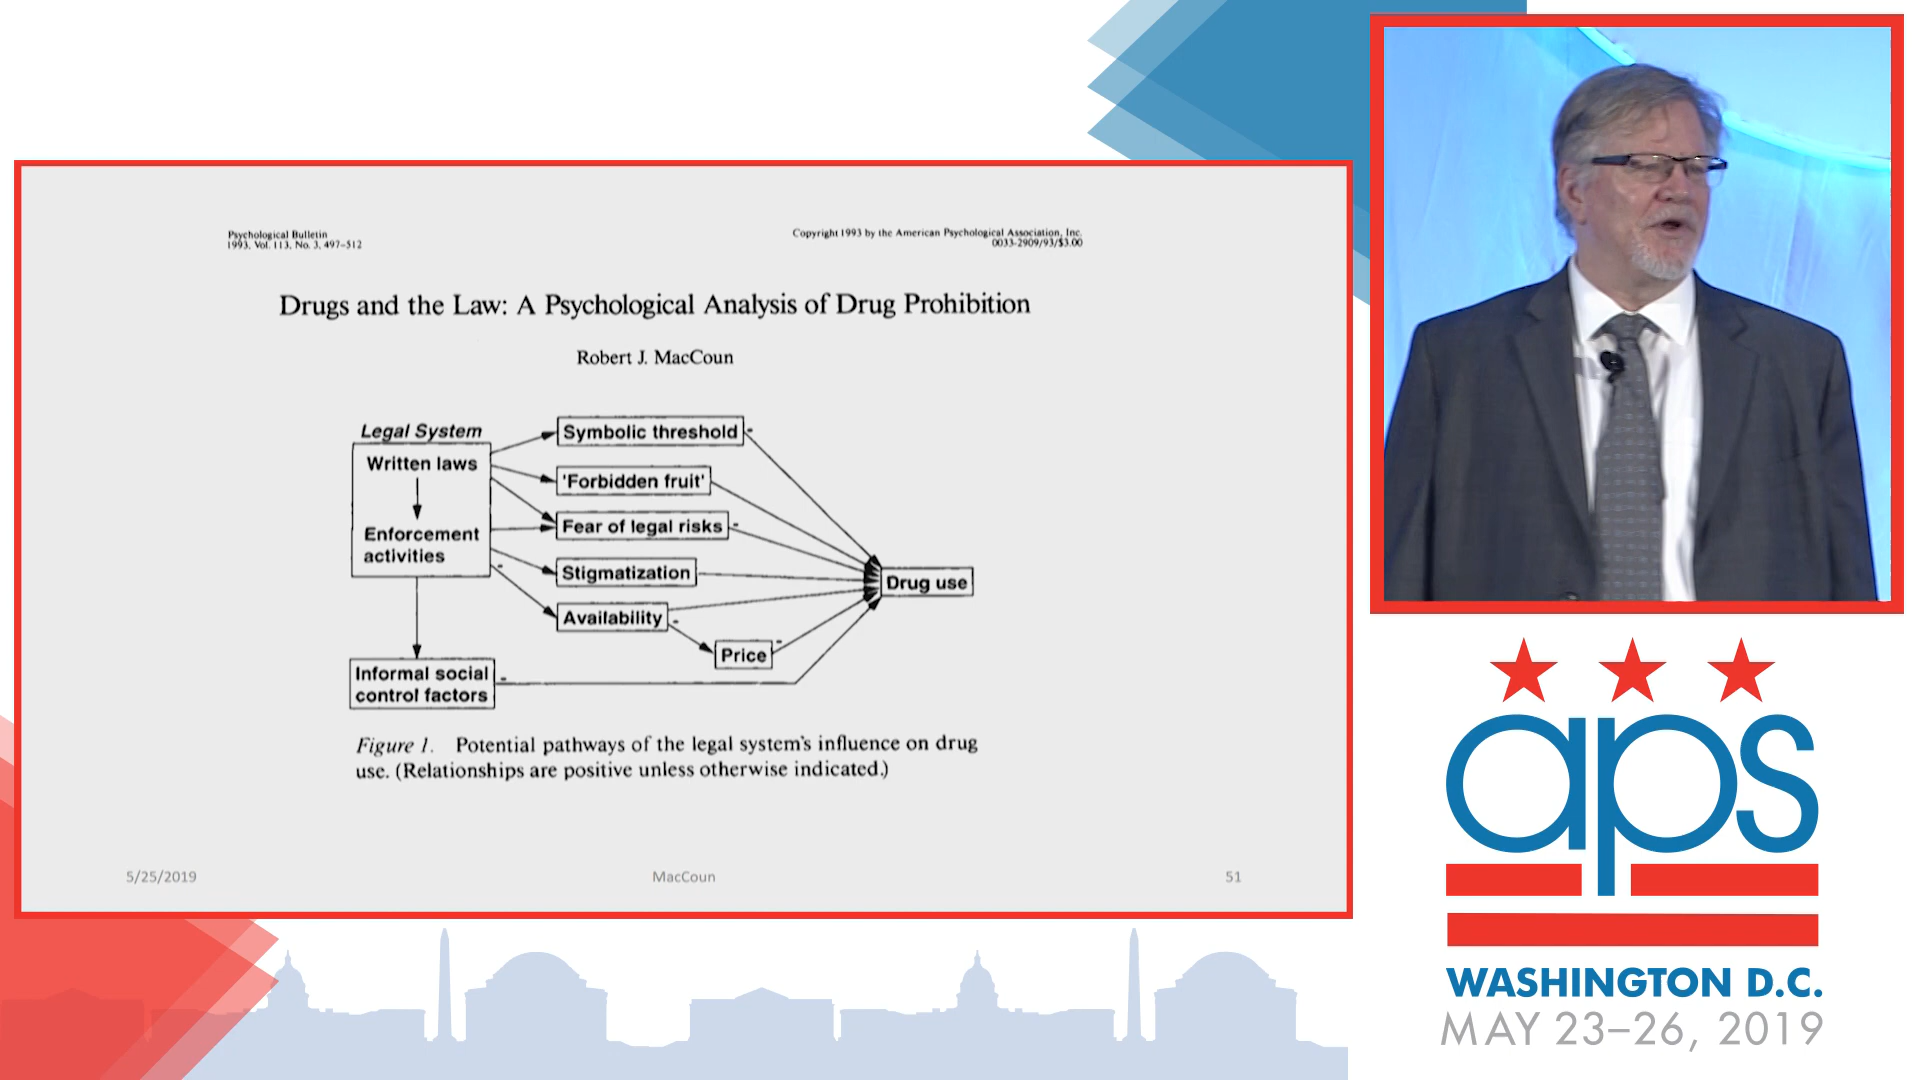 Psychological Bulletin
1993, Vol. 113, No. 3, 497-512
Copyright 1993 by the American Psychological Association, Inc.
0033-2909/93/$3.00
Drugs and the Law: A Psychological Analysis of Drug Prohibition
Robert J. MacCoun
Legal System
Written laws
Enforcement
activities
Informal social
control factors
Symbolic threshold
'Forbidden fruit'
Fear of legal risks
Stigmatization
Availability
Price
Drug use
Figure 1. Potential pathways of the legal system's influence on drug
use. (Relationships are positive unless otherwise indicated.)
5/25/2019
MacCoun
51
aps
WASHINGTON D.C.
MAY 23–26, 2019